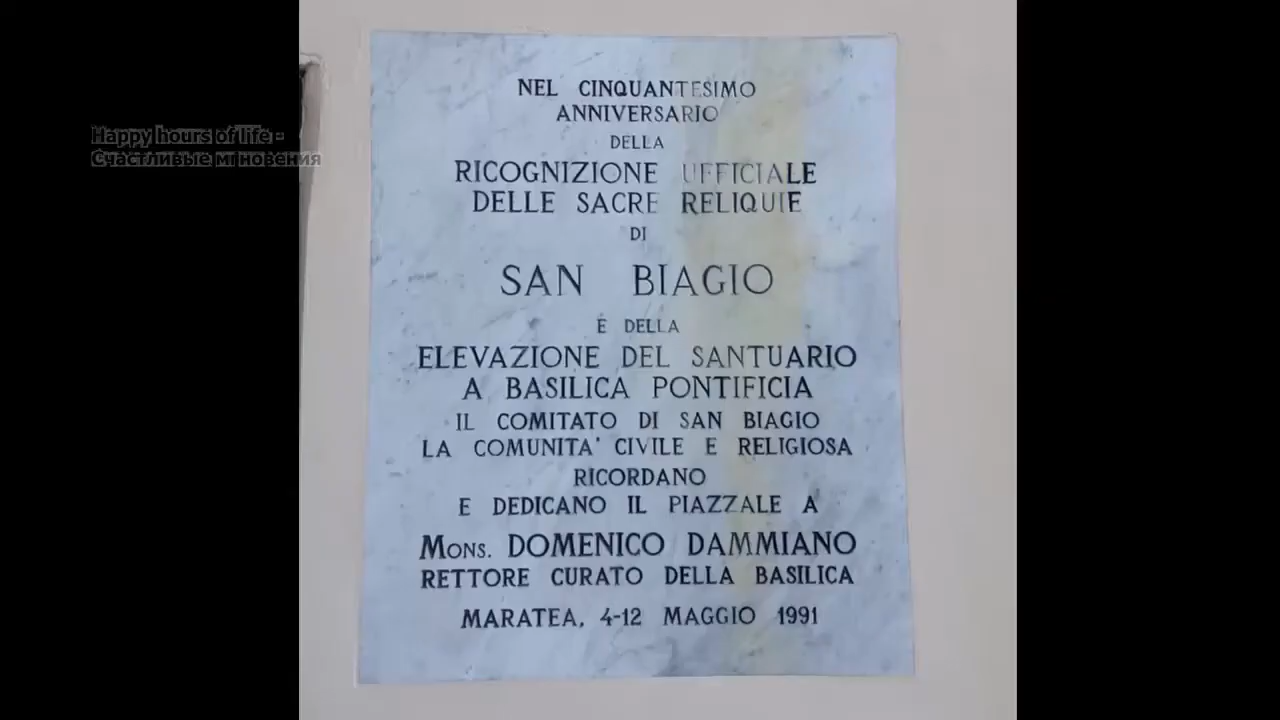 Happy hours of life -
Счастливые мгновения
NEL CINQUANTESIMO
ANNIVERSARIO
DELLA
RICOGNIZIONE UFFICIALE
DELLE SACRE RELIQUIE
DI
SAN BIAGIO
E DELLA
ELEVAZIONE DEL SANTUARIO
A BASILICA PONTIFICIA
IL COMITATO DI SAN BIAGIO
LA COMUNITA' CIVILE E RELIGIOSA
RICORDANO
E DEDICANO IL PIAZZALE A
MONS. DOMENICO DAMMIANO
RETTORE CURATO DELLA BASILICA
MARATEA, 4-12 MAGGIO 1991